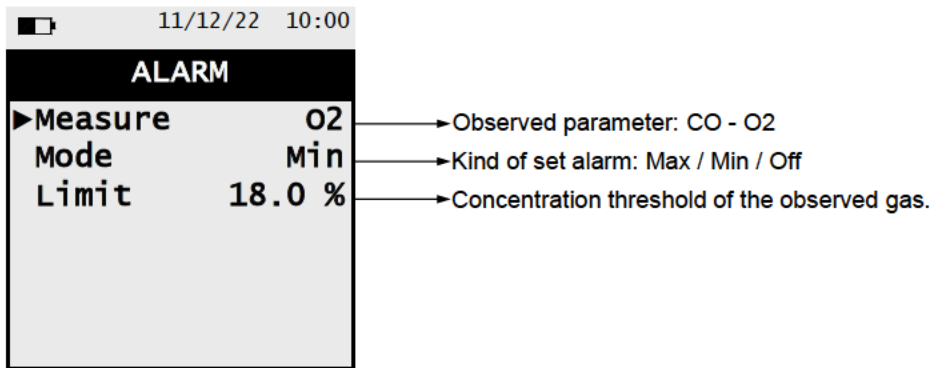 11/12/22 10:00
ALARM
▶Measure O2
Observed parameter: CO - O2
Mode Min
Kind of set alarm: Max / Min / Off
Limit 18.0 %
Concentration threshold of the observed gas.